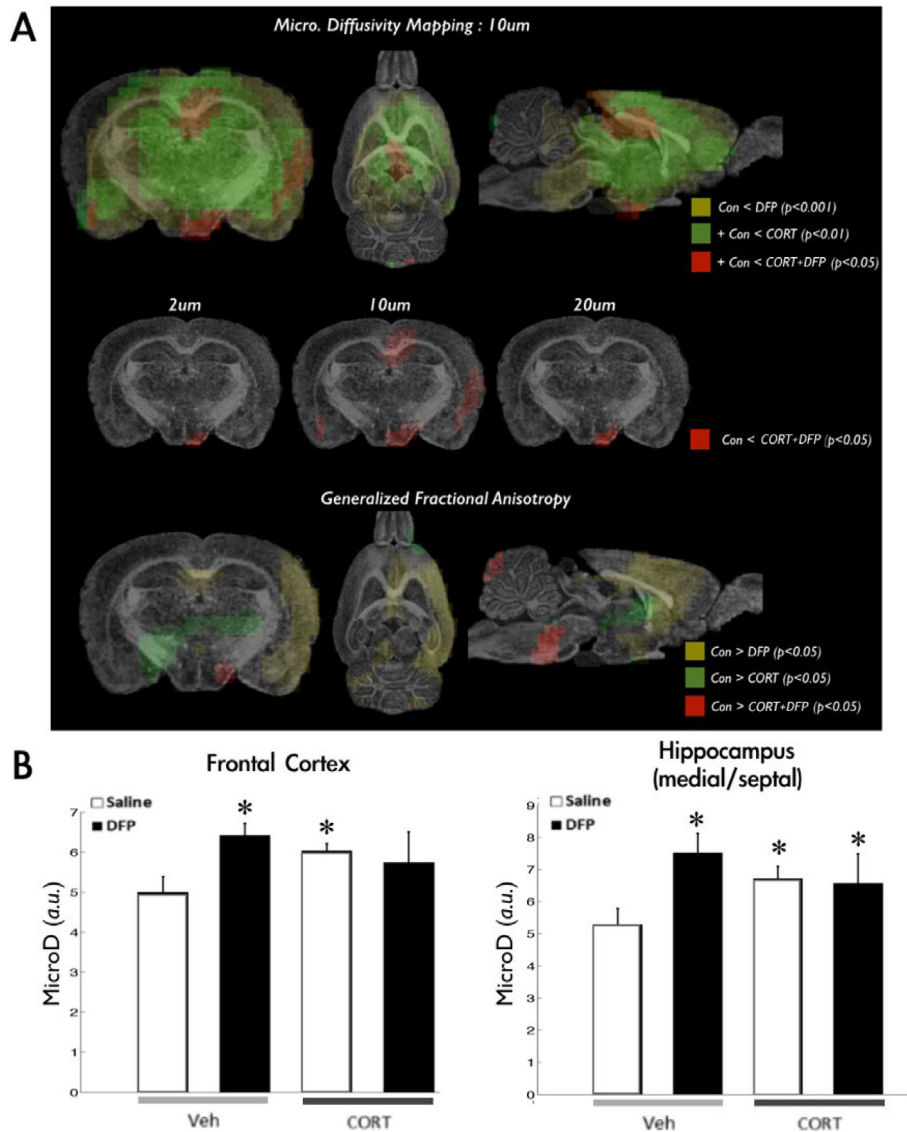 A
Micro. Diffusivity Mapping : 10um
Con < DFP (p<0.001)
+ Con < CORT (p<0.01)
+ Con < CORT+DFP (p<0.05)
2um
10um
20um
Con < CORT+DFP (p<0.05)
Generalized Fractional Anisotropy
Con > DFP (p<0.05)
Con > CORT (p<0.05)
Con > CORT+DFP (p<0.05)
B
Frontal Cortex
Saline
DFP
*
*
MicroD (a.u.)
7
6
5
4
3
2
1
0
Veh
CORT
Hippocampus
(medial/septal)
Saline
DFP
*
*
*
MicroD (a.u.)
9
8
7
6
5
4
3
2
1
0
Veh
CORT